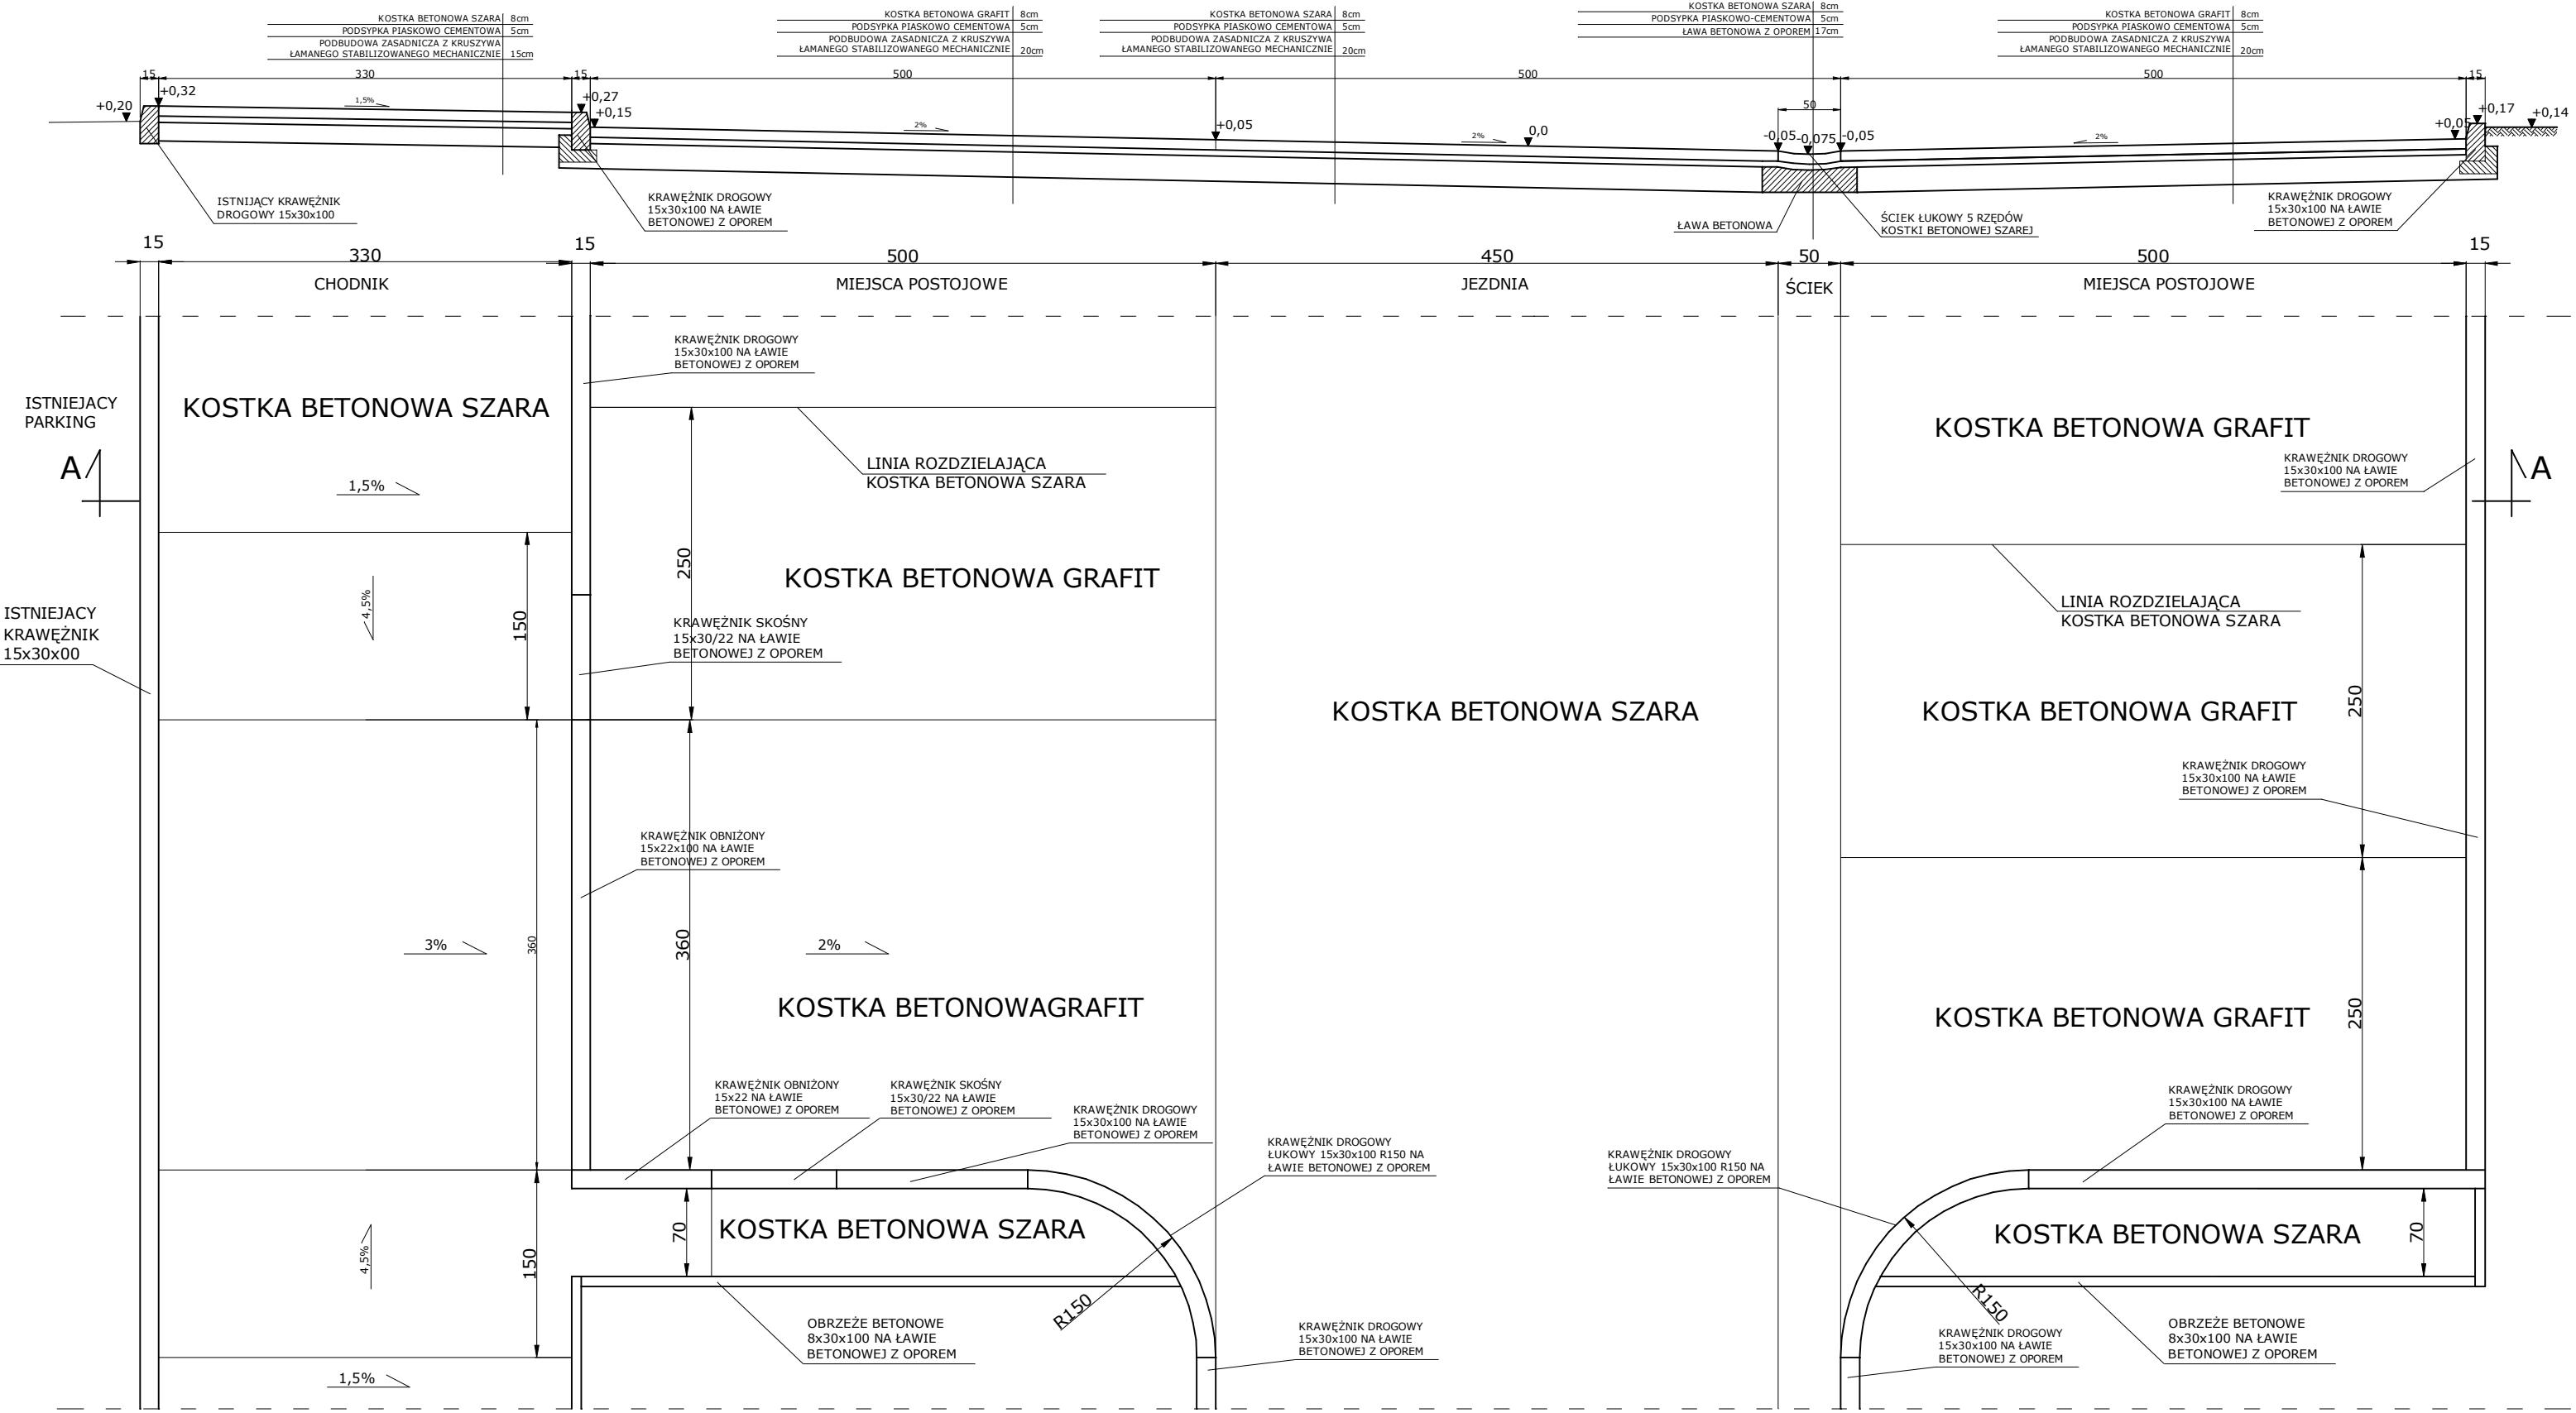 KOSTKA BETONOWA SZARA 8cm
PODSYPKA PIASKOWO CEMENTOWA 5cm
PODBUDOWA ZASADNICZA Z KRUSZYWA
ŁAMANEGO STABILIZOWANEGO MECHANICZNIE 15cm
KOSTKA BETONOWA GRAFIT 8cm
PODSYPKA PIASKOWO CEMENTOWA 5cm
PODBUDOWA ZASADNICZA Z KRUSZYWA
ŁAMANEGO STABILIZOWANEGO MECHANICZNIE 20cm
KOSTKA BETONOWA SZARA 8cm
PODSYPKA PIASKOWO CEMENTOWA 5cm
PODBUDOWA ZASADNICZA Z KRUSZYWA
ŁAMANEGO STABILIZOWANEGO MECHANICZNIE 20cm
KOSTKA BETONOWA SZARA 8cm
PODSYPKA PIASKOWO-CEMENTOWA 5cm
ŁAWA BETONOWA Z OPOREM 17cm
KOSTKA BETONOWA GRAFIT 8cm
PODSYPKA PIASKOWO CEMENTOWA 5cm
PODBUDOWA ZASADNICZA Z KRUSZYWA
ŁAMANEGO STABILIZOWANEGO MECHANICZNIE 20cm
15 330 15 500 500 500 15
+0,20 +0,32 1,5% +0,27 +0,15 2% +0,05 2% 0,0 50 -0,05 -0,075 -0,05 2% +0,05 +0,17 +0,14
ISTNIJĄCY KRAWĘŻNIK
DROGOWY 15x30x100
KRAWĘŻNIK DROGOWY
15x30x100 NA ŁAWIE
BETONOWEJ Z OPOREM
ŁAWA BETONOWA
ŚCIEK ŁUKOWY 5 RZĘDÓW
KOSTKI BETONOWEJ SZAREJ
KRAWĘŻNIK DROGOWY
15x30x100 NA ŁAWIE
BETONOWEJ Z OPOREM
15 330 15 500 450 50 500 15
CHODNIK MIEJSCA POSTOJOWE JEZDNIA ŚCIEK MIEJSCA POSTOJOWE
KRAWĘŻNIK DROGOWY
15x30x100 NA ŁAWIE
BETONOWEJ Z OPOREM
ISTNIEJACY
PARKING
KOSTKA BETONOWA SZARA
KOSTKA BETONOWA GRAFIT
A
1,5%
LINIA ROZDZIELAJĄCA
KOSTKA BETONOWA SZARA
KRAWĘŻNIK DROGOWY
15x30x100 NA ŁAWIE
BETONOWEJ Z OPOREM
A
250
KOSTKA BETONOWA GRAFIT
4,5%
150
ISTNIEJACY
KRAWĘŻNIK
15x30x00
KRAWĘŻNIK SKOŚNY
15x30/22 NA ŁAWIE
BETONOWEJ Z OPOREM
LINIA ROZDZIELAJĄCA
KOSTKA BETONOWA SZARA
KOSTKA BETONOWA SZARA
KOSTKA BETONOWA GRAFIT
250
KRAWĘŻNIK DROGOWY
15x30x100 NA ŁAWIE
BETONOWEJ Z OPOREM
KRAWĘŻNIK OBNIŻONY
15x22x100 NA ŁAWIE
BETONOWEJ Z OPOREM
3%
360
360
2%
KOSTKA BETONOWAGRAFIT
KOSTKA BETONOWA GRAFIT
250
KRAWĘŻNIK OBNIŻONY
15x22 NA ŁAWIE
BETONOWEJ Z OPOREM
KRAWĘŻNIK SKOŚNY
15x30/22 NA ŁAWIE
BETONOWEJ Z OPOREM
KRAWĘŻNIK DROGOWY
15x30x100 NA ŁAWIE
BETONOWEJ Z OPOREM
KRAWĘŻNIK DROGOWY
ŁUKOWY 15x30x100 R150 NA
ŁAWIE BETONOWEJ Z OPOREM
KRAWĘŻNIK DROGOWY
ŁUKOWY 15x30x100 R150 NA
ŁAWIE BETONOWEJ Z OPOREM
KRAWĘŻNIK DROGOWY
15x30x100 NA ŁAWIE
BETONOWEJ Z OPOREM
4,5%
150
70
KOSTKA BETONOWA SZARA
KOSTKA BETONOWA SZARA
70
R150
R150
OBRZEŻE BETONOWE
8x30x100 NA ŁAWIE
BETONOWEJ Z OPOREM
KRAWĘŻNIK DROGOWY
15x30x100 NA ŁAWIE
BETONOWEJ Z OPOREM
KRAWĘŻNIK DROGOWY
15x30x100 NA ŁAWIE
BETONOWEJ Z OPOREM
OBRZEŻE BETONOWE
8x30x100 NA ŁAWIE
BETONOWEJ Z OPOREM
1,5%